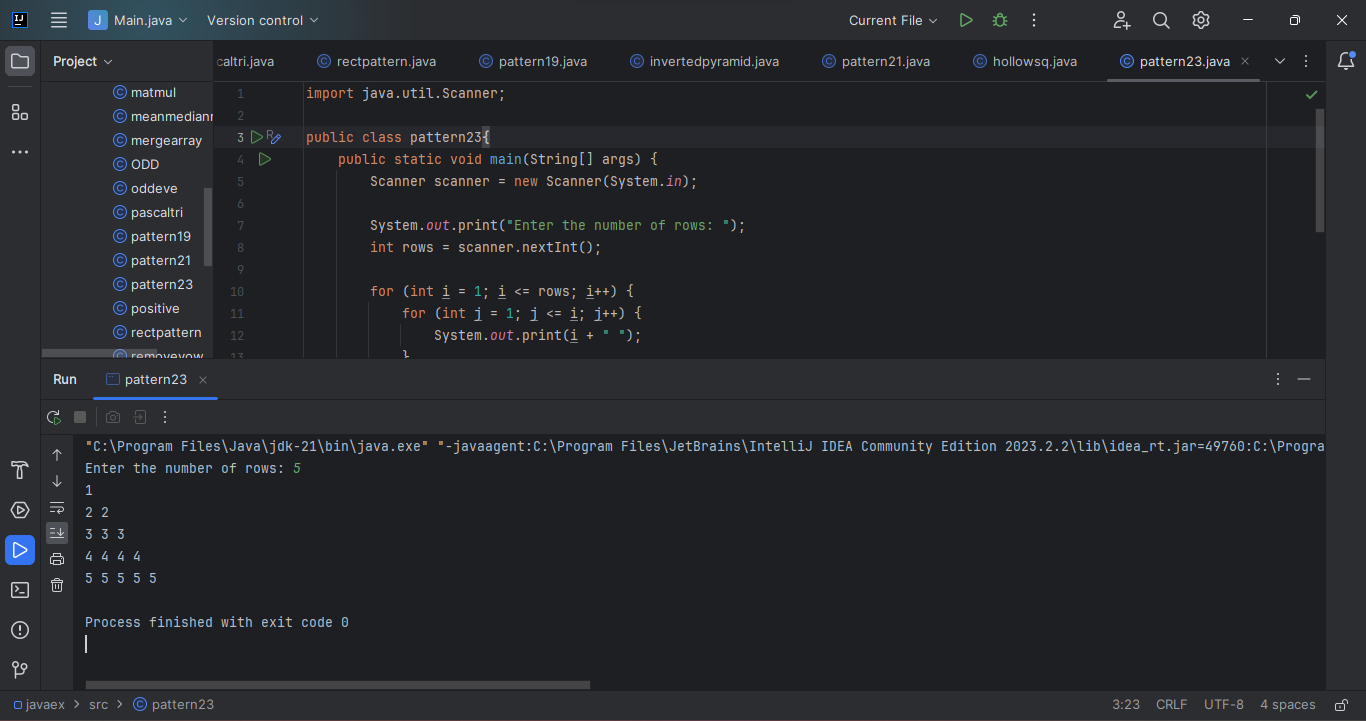 IJ
J Main.java Version control Current File
Project
caltri.java rectpattern.java pattern19.java invertedpyramid.java pattern21.java hollowsq.java pattern23.java
matmul
meanmedianr
mergearray
ODD
oddeve
pascaltri
pattern19
pattern21
pattern23
positive
rectpattern
removevow
1 import java.util.Scanner;
2
3 public class pattern23{
4 public static void main(String[] args) {
5 Scanner scanner = new Scanner(System.in);
6
7 System.out.print("Enter the number of rows: ");
8 int rows = scanner.nextInt();
9
10 for (int i = 1; i <= rows; i++) {
11 for (int j = 1; j <= i; j++) {
12 System.out.print(i + " ");
13 }
Run pattern23
"C:\Program Files\Java\jdk-21\bin\java.exe" "-javaagent:C:\Program Files\JetBrains\IntelliJ IDEA Community Edition 2023.2.2\lib\idea_rt.jar=49760:C:\Progra
Enter the number of rows: 5
1
2 2
3 3 3
4 4 4 4
5 5 5 5 5
Process finished with exit code 0
javaex > src > pattern23
3:23 CRLF UTF-8 4 spaces